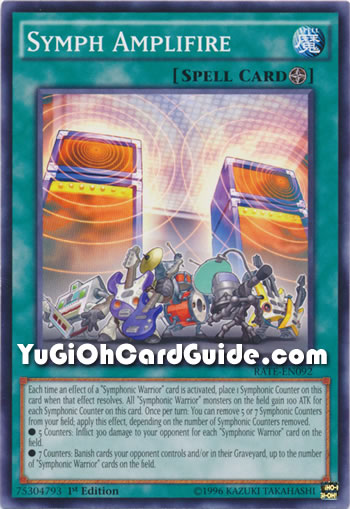 SYMPH AMPLIFIRE
魔
[SPELL CARD]
YuGiOhCardGuide.com
RATE-EN092
Each time an effect of a "Symphonic Warrior" card is activated, place 1 Symphonic Counter on this
card when that effect resolves. All "Symphonic Warrior" monsters on the field gain 100 ATK for
each Symphonic Counter on this card. Once per turn: You can remove 5 or 7 Symphonic Counters
from your field; apply this effect, depending on the number of Symphonic Counters removed.
● 5 Counters: Inflict 300 damage to your opponent for each "Symphonic Warrior" card on the
field.
● 7 Counters: Banish cards your opponent controls and/or in their Graveyard, up to the number
of "Symphonic Warrior" cards on the field.
75304793 1st Edition ©1996 KAZUKI TAKAHASHI